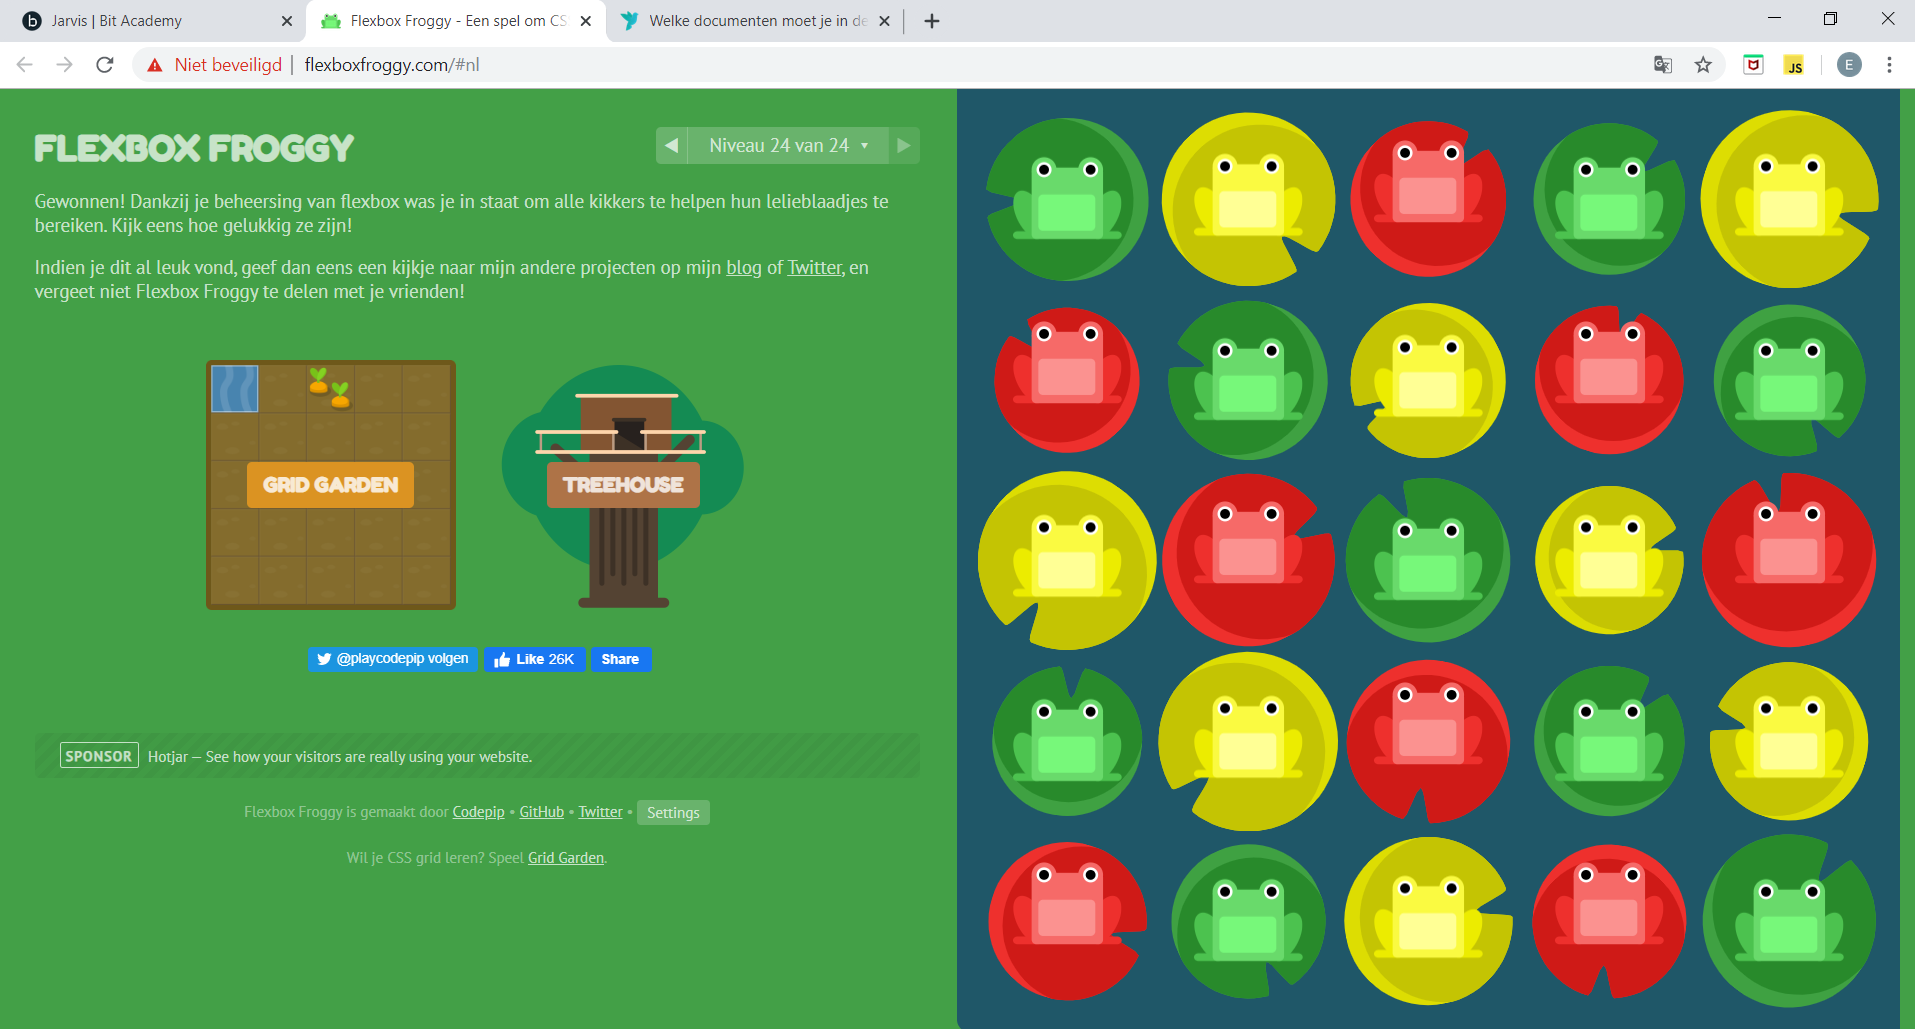 Jarvis | Bit Academy
Flexbox Froggy - Een spel om CS
Welke documenten moet je in de
Niet beveiligd | flexboxfroggy.com/#nl
JS
E
FLEXBOX FROGGY
Niveau 24 van 24
Gewonnen! Dankzij je beheersing van flexbox was je in staat om alle kikkers te helpen hun lelieblaadjes te
bereiken. Kijk eens hoe gelukkig ze zijn!
Indien je dit al leuk vond, geef dan eens een kijkje naar mijn andere projecten op mijn blog of Twitter, en
vergeet niet Flexbox Froggy te delen met je vrienden!
GRID GARDEN
TREEHOUSE
@playcodepip volgen
Like 26K
Share
SPONSOR Hotjar — See how your visitors are really using your website.
Flexbox Froggy is gemaakt door Codepip • GitHub • Twitter • Settings
Wil je CSS grid leren? Speel Grid Garden.